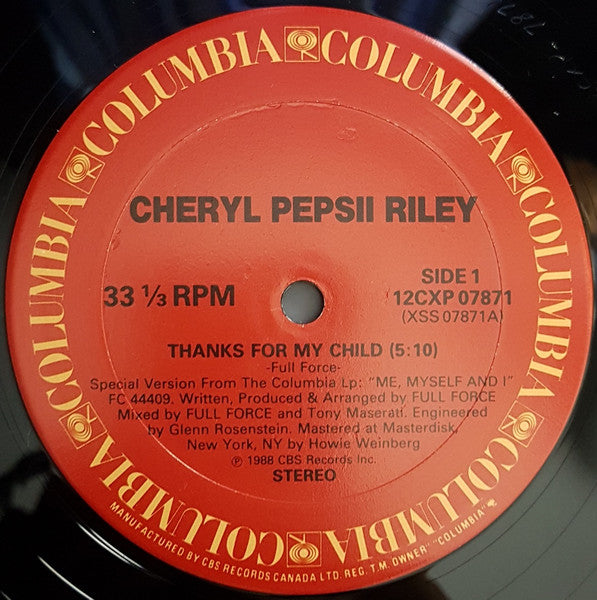 COLUMBIA COLUMBIA COLUMBIA COLUMBIA COLUMBIA COLUMBIA COLUMBIA
CHERYL PEPSII RILEY
33 ⅓ RPM
SIDE 1
12CXP 07871
(XSS 07871A)
THANKS FOR MY CHILD (5:10)
-Full Force-
Special Version From The Columbia Lp: "ME, MYSELF AND I"
FC 44409. Written, Produced & Arranged by FULL FORCE
Mixed by FULL FORCE and Tony Maserati. Engineered
by Glenn Rosenstein. Mastered at Masterdisk,
New York, NY by Howie Weinberg
℗ 1988 CBS Records Inc.
STEREO
MANUFACTURED BY CBS RECORDS CANADA LTD. REG. T.M. OWNER "COLUMBIA"